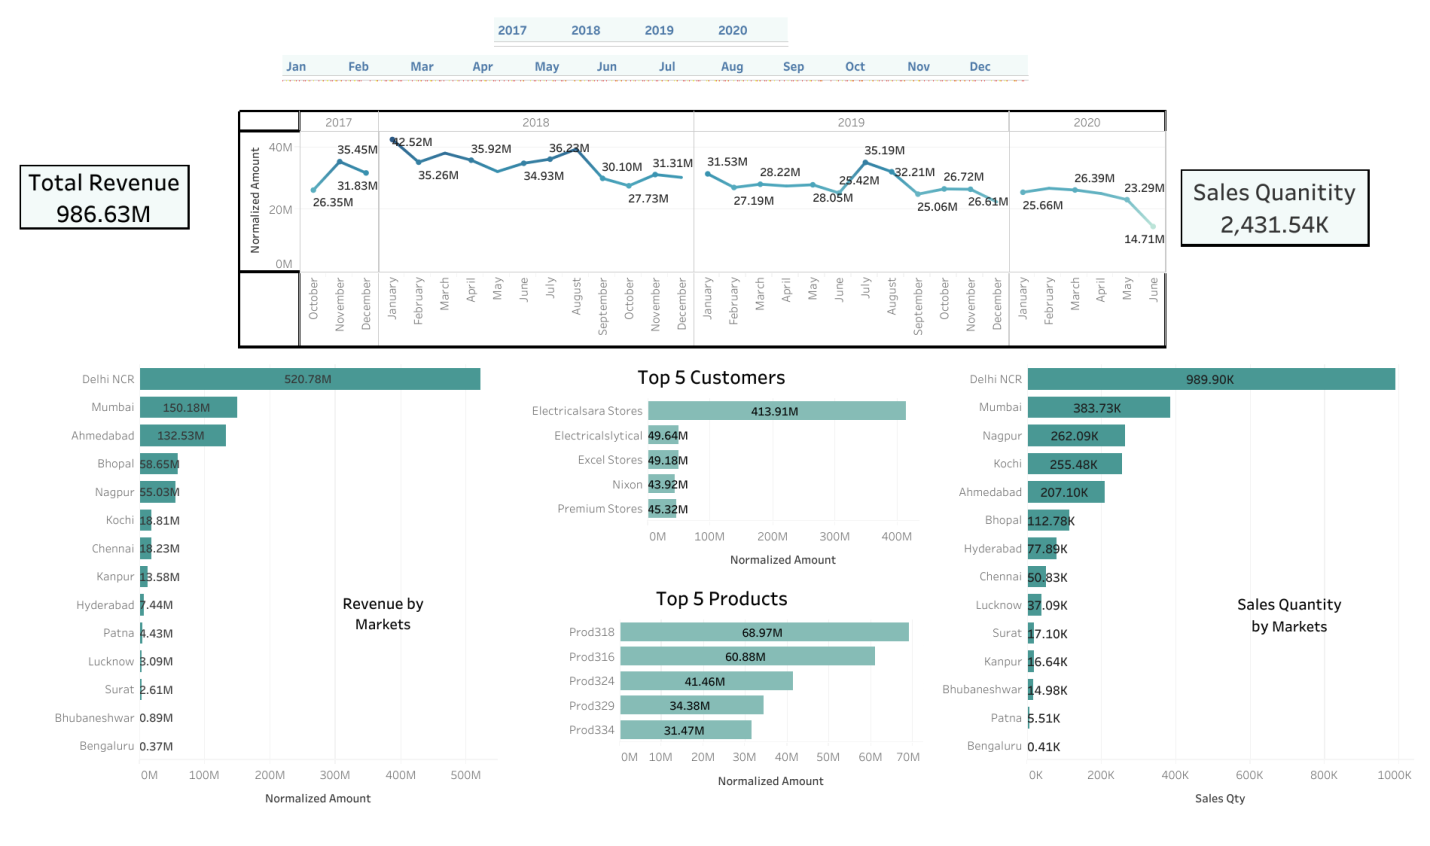 2017 2018 2019 2020
Jan Feb Mar Apr May Jun Jul Aug Sep Oct Nov Dec
Total Revenue
986.63M
2017 2018 2019 2020
Normalized Amount
40M
20M
0M
26.35M 35.45M 31.83M 42.52M 35.26M 35.92M 34.93M 36.23M 30.10M 27.73M 31.31M 31.53M 27.19M 28.22M 28.05M 25.42M 35.19M 32.21M 25.06M 26.72M 26.61M 25.66M 26.39M 23.29M 14.71M
October November December January February March April May June July August September October November December January February March April May June July August September October November December January February March April May June
Sales Quanitity
2,431.54K
Delhi NCR 520.78M
Mumbai 150.18M
Ahmedabad 132.53M
Bhopal 58.65M
Nagpur 55.03M
Kochi 18.81M
Chennai 18.23M
Kanpur 13.58M
Hyderabad 7.44M
Patna 4.43M
Lucknow 3.09M
Surat 2.61M
Bhubaneshwar 0.89M
Bengaluru 0.37M
0M 100M 200M 300M 400M 500M
Normalized Amount
Revenue by
Markets
Top 5 Customers
Electricalsara Stores 413.91M
Electricalslytical 49.64M
Excel Stores 49.18M
Nixon 43.92M
Premium Stores 45.32M
0M 100M 200M 300M 400M
Normalized Amount
Top 5 Products
Prod318 68.97M
Prod316 60.88M
Prod324 41.46M
Prod329 34.38M
Prod334 31.47M
0M 10M 20M 30M 40M 50M 60M 70M
Normalized Amount
Delhi NCR 989.90K
Mumbai 383.73K
Nagpur 262.09K
Kochi 255.48K
Ahmedabad 207.10K
Bhopal 112.78K
Hyderabad 77.89K
Chennai 50.83K
Lucknow 37.09K
Surat 17.10K
Kanpur 16.64K
Bhubaneshwar 14.98K
Patna 5.51K
Bengaluru 0.41K
0K 200K 400K 600K 800K 1000K
Sales Qty
Sales Quantity
by Markets